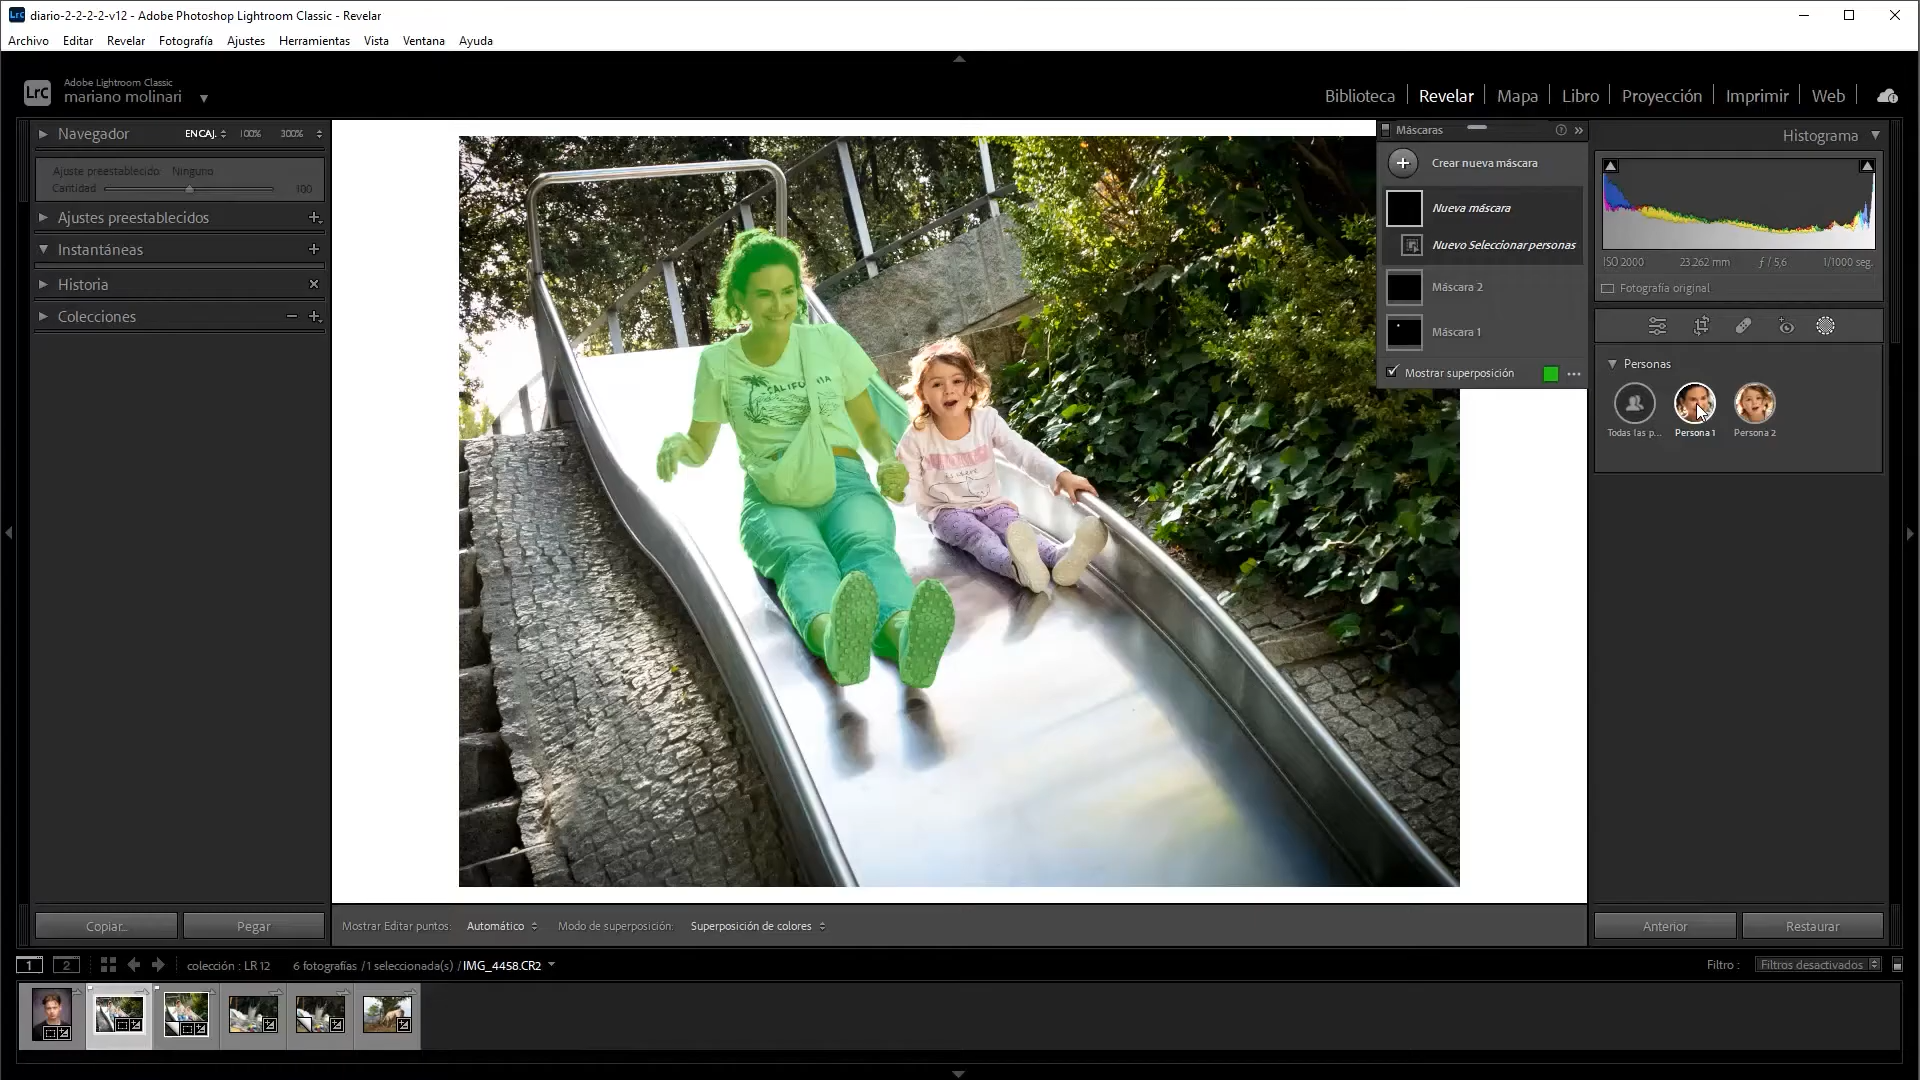 diario-2-2-2-2-v12 - Adobe Photoshop Lightroom Classic - Revelar
Archivo Editar Revelar Fotografía Ajustes Herramientas Vista Ventana Ayuda
LrC
Adobe Lightroom Classic
mariano molinari
Biblioteca Revelar Mapa Libro Proyección Imprimir Web
Navegador ENCAJ. 100% 300%
Ajuste preestablecido: Ninguno
Cantidad 100
Ajustes preestablecidos
Instantáneas
Historia
Colecciones
CALIFORNIA
Máscaras
Crear nueva máscara
Nueva máscara
Nuevo Seleccionar personas
Máscara 2
Máscara 1
Mostrar superposición
Histograma
ISO 2000 23.262 mm ƒ / 5,6 1/1000 seg.
Fotografía original
Personas
Todas las p... Persona 1 Persona 2
Copiar... Pegar
Mostrar Editar puntos: Automático Modo de superposición: Superposición de colores
Anterior Restaurar
1 2 colección : LR 12 6 fotografías /1 seleccionada(s) /IMG_4458.CR2
Filtro : Filtros desactivados